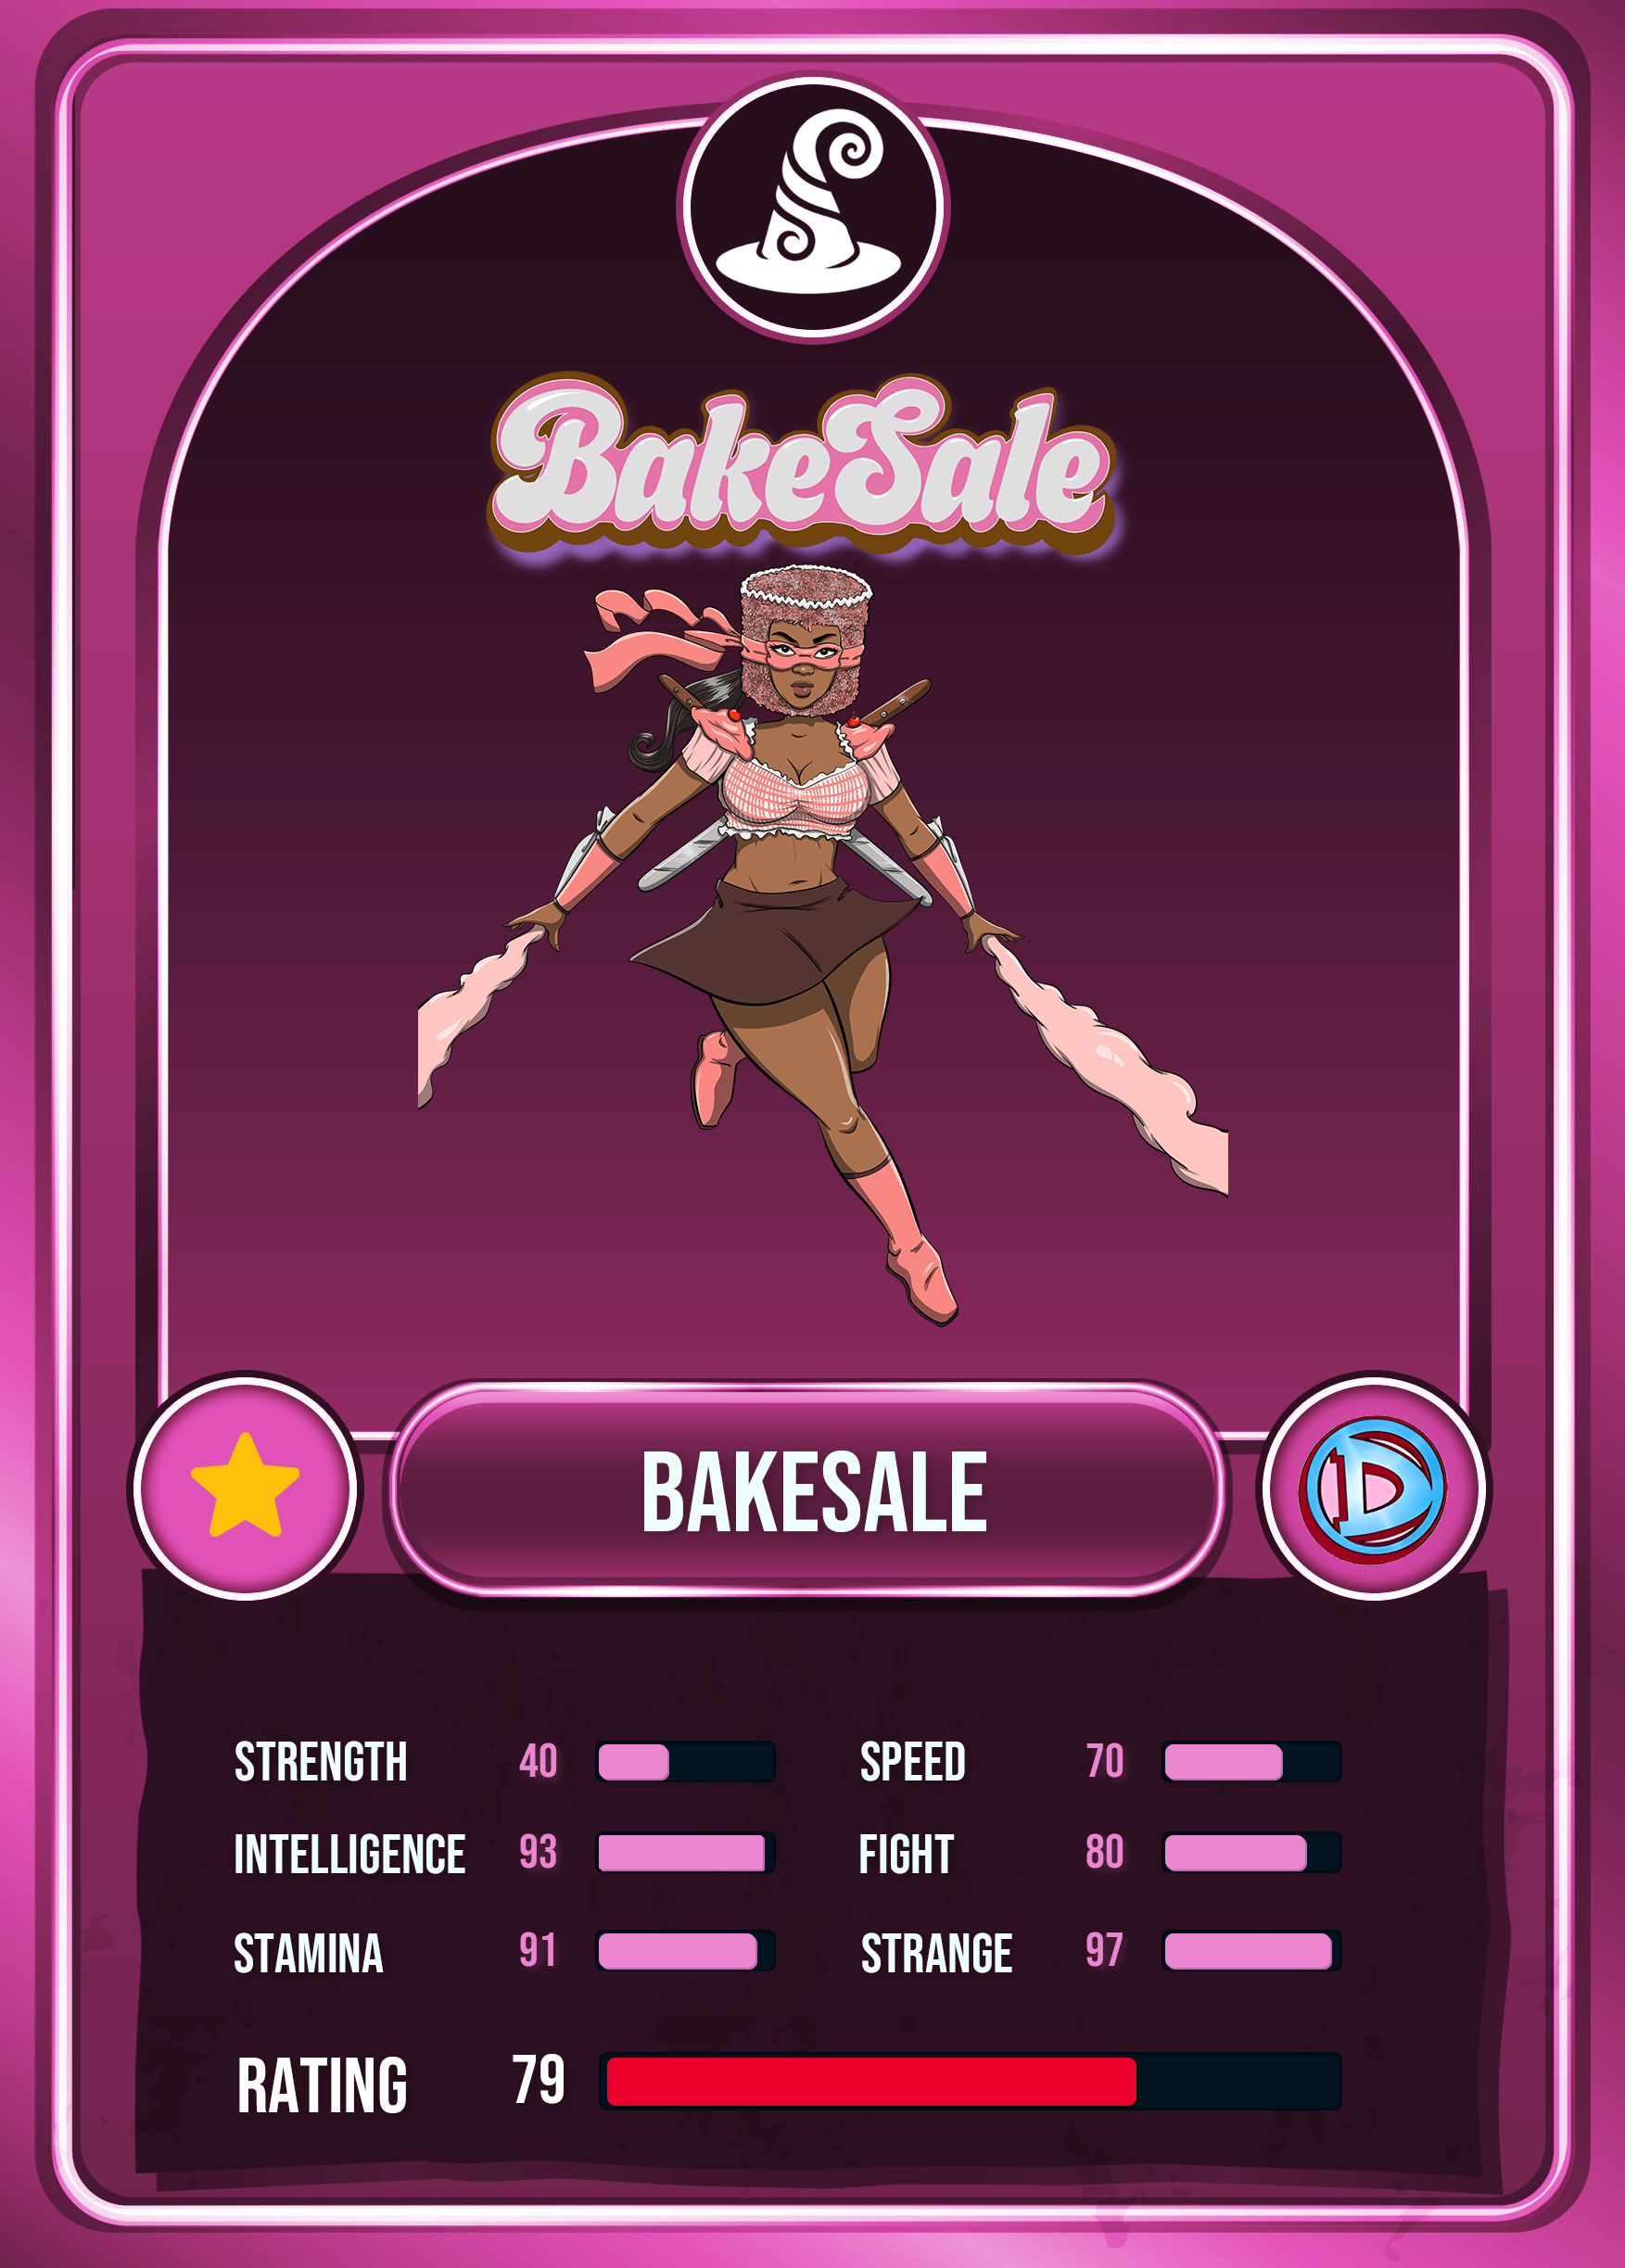 BakeSale
BAKESALE
D
STRENGTH 40 SPEED 70
INTELLIGENCE 93 FIGHT 80
STAMINA 91 STRANGE 97
RATING 79